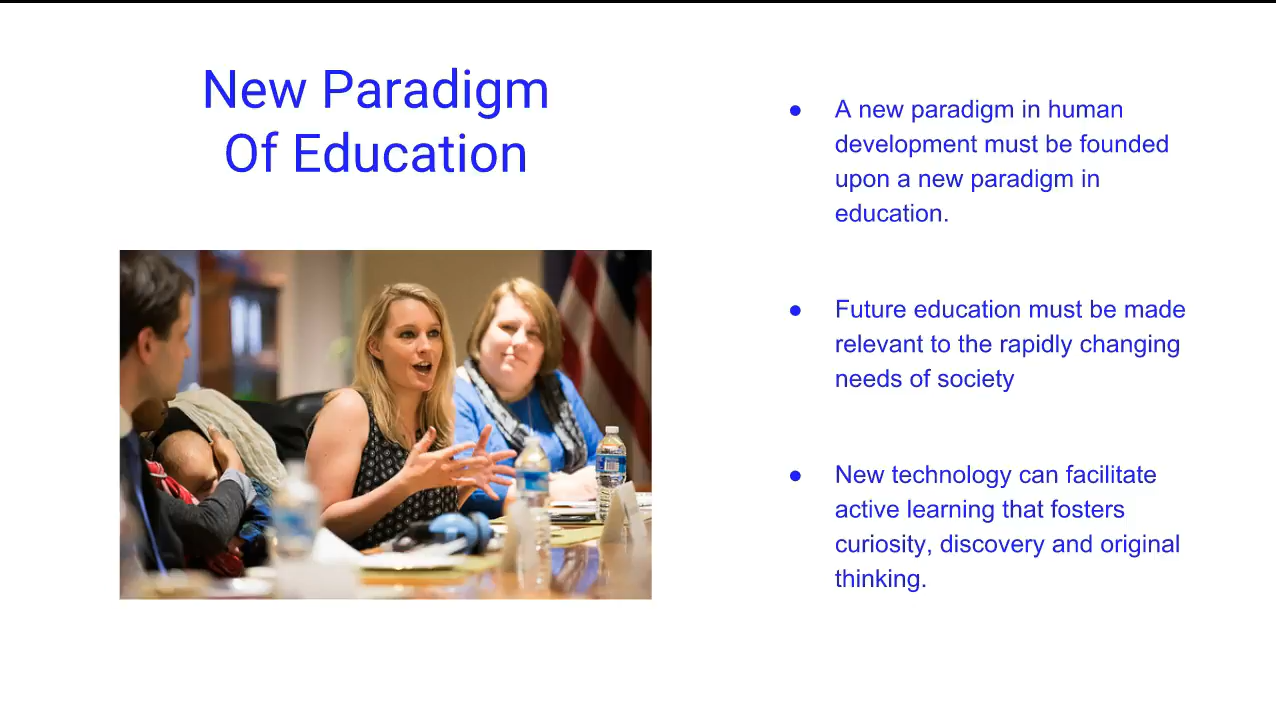 New Paradigm
Of Education
● A new paradigm in human
development must be founded
upon a new paradigm in
education.
● Future education must be made
relevant to the rapidly changing
needs of society
● New technology can facilitate
active learning that fosters
curiosity, discovery and original
thinking.